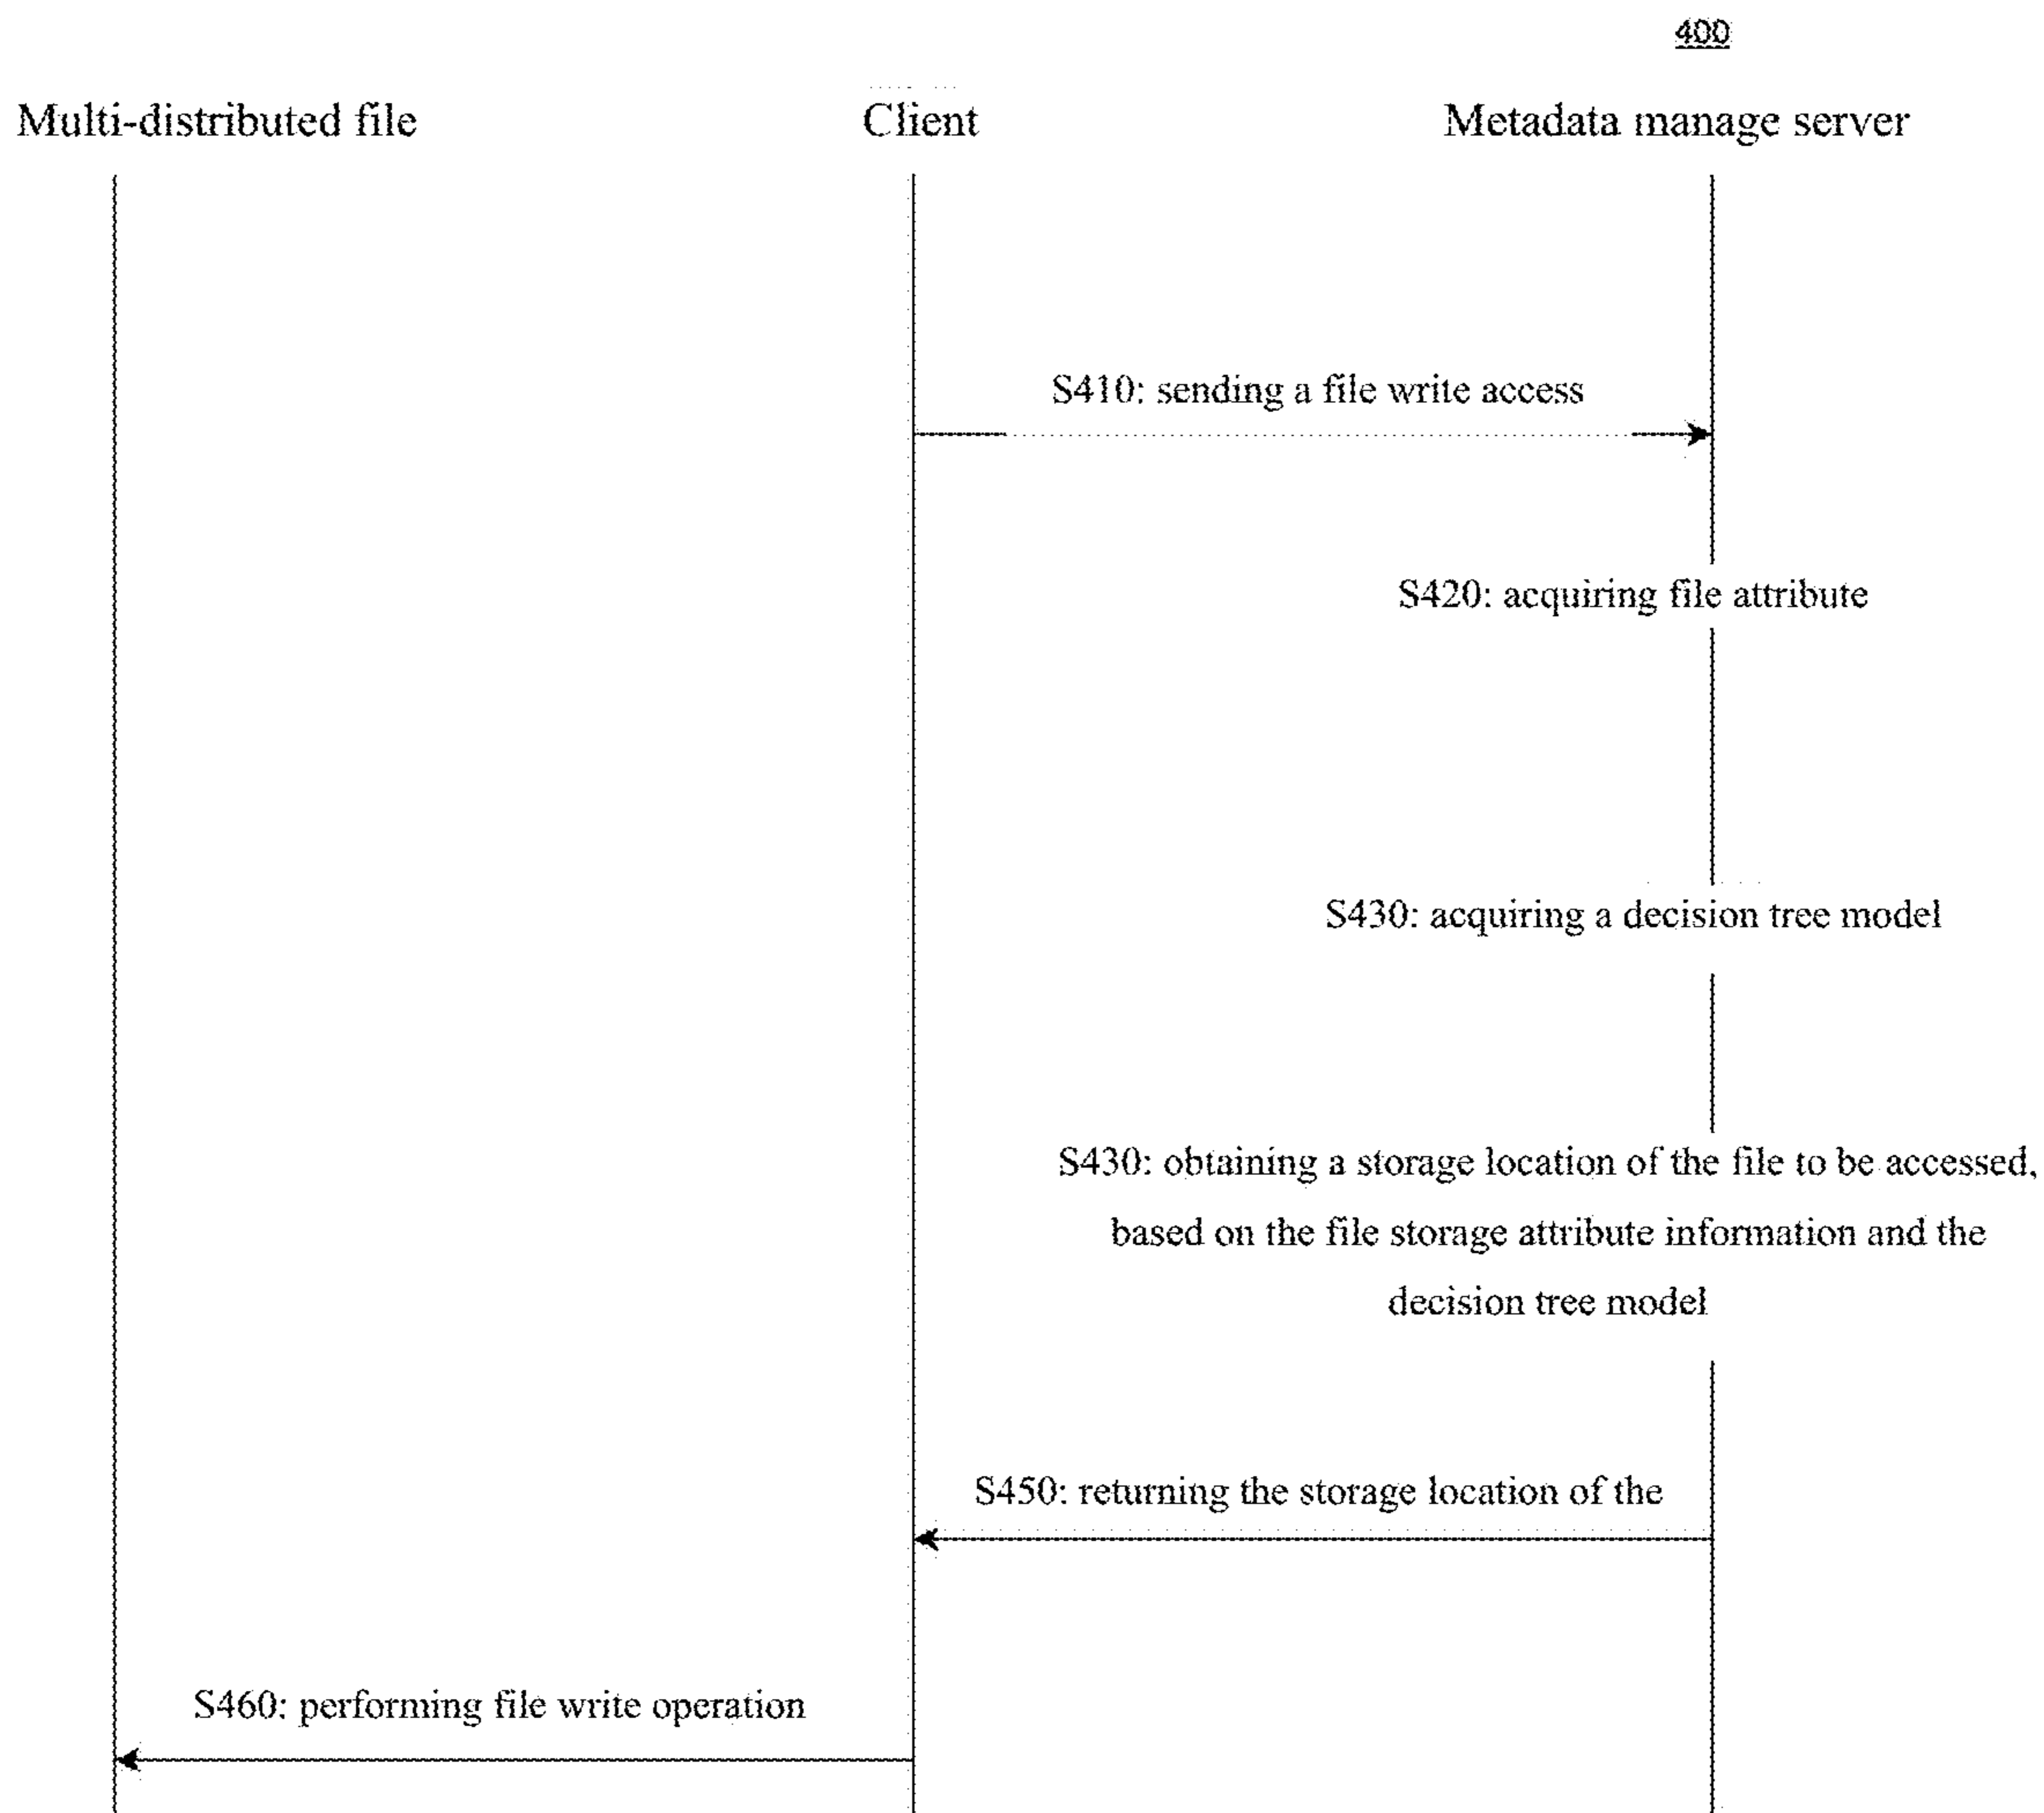 400
Multi-distributed file
Client
Metadata manage server
S410: sending a file write access
S420: acquiring file attribute
S430: acquiring a decision tree model
S430: obtaining a storage location of the file to be accessed,
based on the file storage attribute information and the
decision tree model
S450: returning the storage location of the
S460: performing file write operation